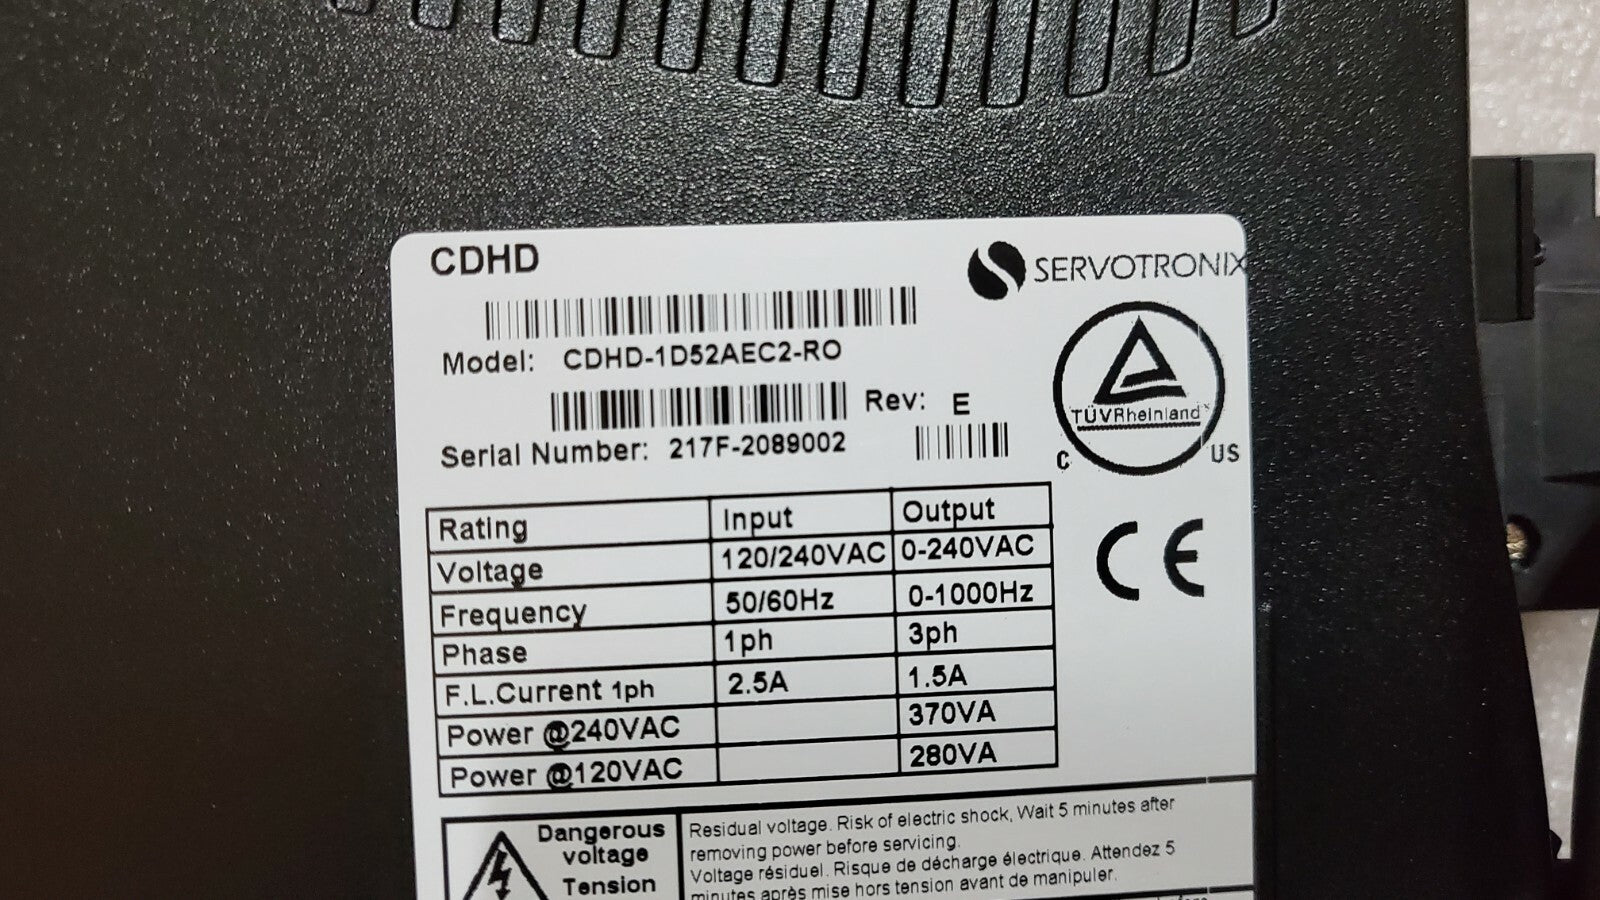 CDHD
SERVOTRONIX
Model: CDHD-1D52AEC2-RO
Rev: E
Serial Number: 217F-2089002
TÜVRheinland
C US
CE
Rating Input Output
Voltage 120/240VAC 0-240VAC
Frequency 50/60Hz 0-1000Hz
Phase 1ph 3ph
F.L.Current 1ph 2.5A 1.5A
Power @240VAC 370VA
Power @120VAC 280VA
Dangerous
voltage
Tension
Residual voltage. Risk of electric shock, Wait 5 minutes after
removing power before servicing.
Voltage résiduel. Risque de décharge électrique. Attendez 5
minutes après mise hors tension avant de manipuler.